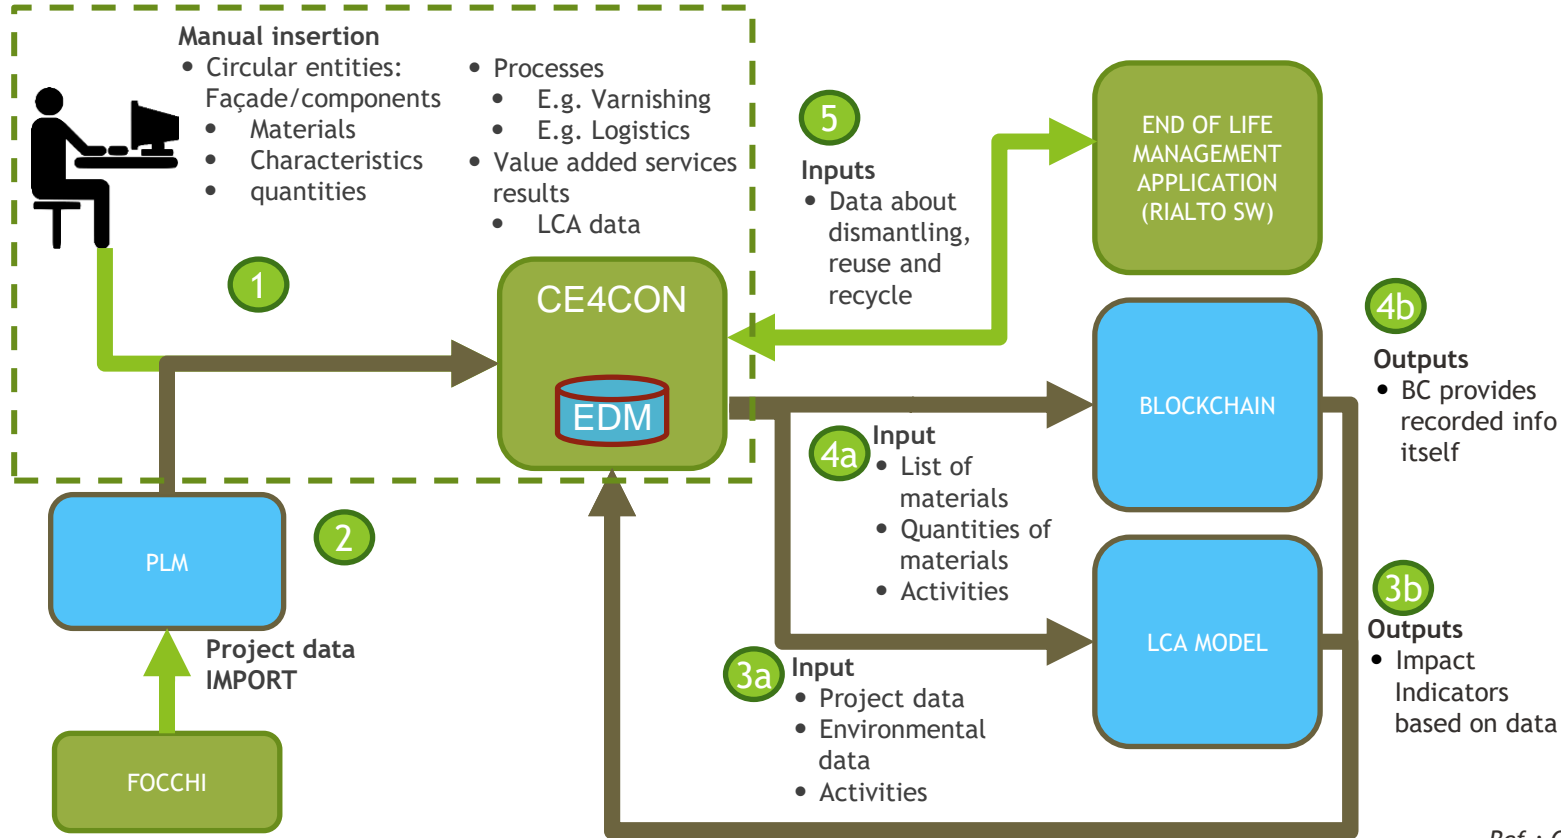 Manual insertion
• Circular entities:
Façade/components
• Materials
• Characteristics
• quantities
• Processes
• E.g. Varnishing
• E.g. Logistics
• Value added services
results
• LCA data
1
CE4CON
EDM
5
Inputs
• Data about
dismantling,
reuse and
recycle
END OF LIFE
MANAGEMENT
APPLICATION
(RIALTO SW)
4b
Outputs
• BC provides
recorded info
itself
BLOCKCHAIN
4a
Input
• List of
materials
• Quantities of
materials
• Activities
2
PLM
Project data
IMPORT
FOCCHI
3a
Input
• Project data
• Environmental
data
• Activities
LCA MODEL
3b
Outputs
• Impact
Indicators
based on data